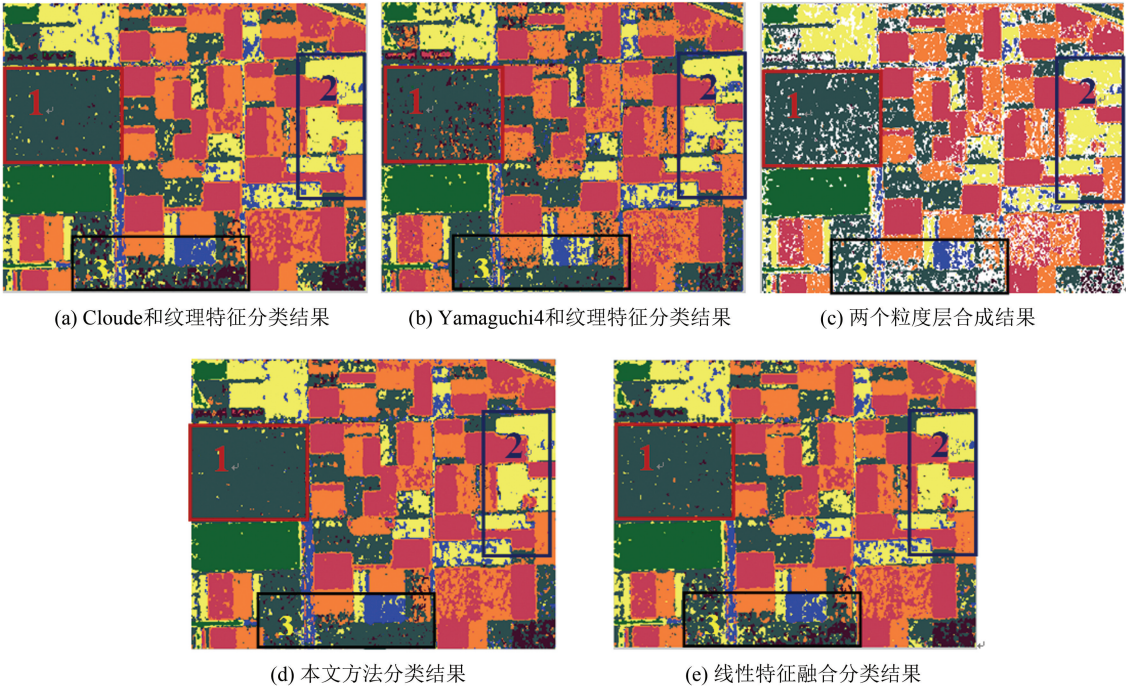 1 2 3
1 2 3
1 2 3
(a) Cloude和纹理特征分类结果
(b) Yamaguchi4和纹理特征分类结果
(c) 两个粒度层合成结果
1 2 3
1 2 3
(d) 本文方法分类结果
(e) 线性特征融合分类结果